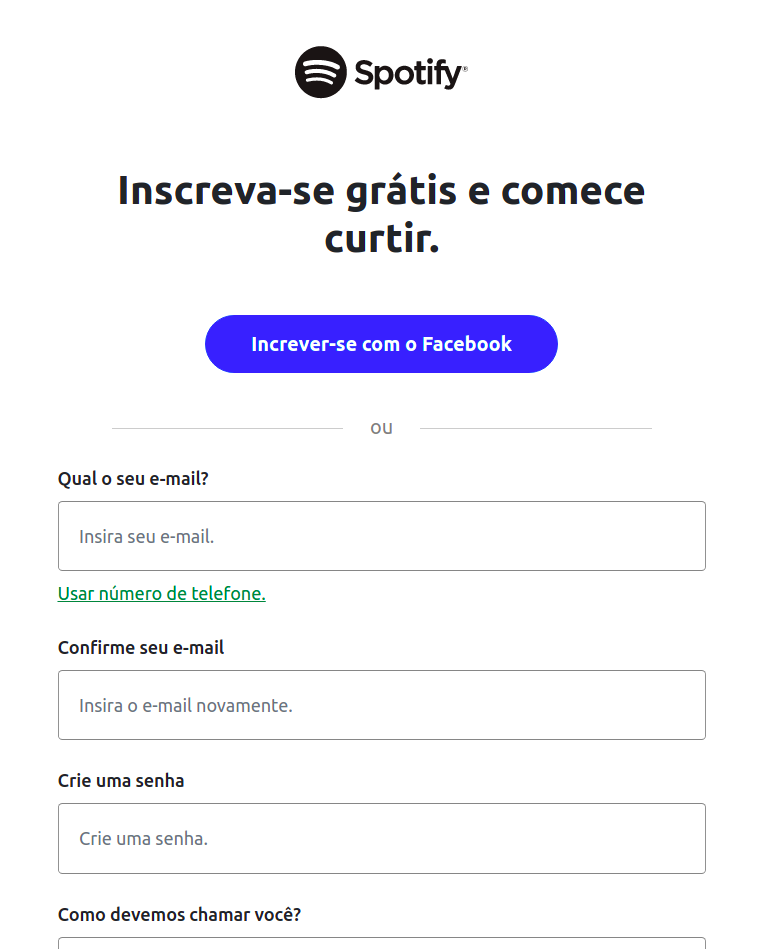 Spotify®
Inscreva-se grátis e comece
curtir.
Increver-se com o Facebook
ou
Qual o seu e-mail?
Insira seu e-mail.
Usar número de telefone.
Confirme seu e-mail
Insira o e-mail novamente.
Crie uma senha
Crie uma senha.
Como devemos chamar você?